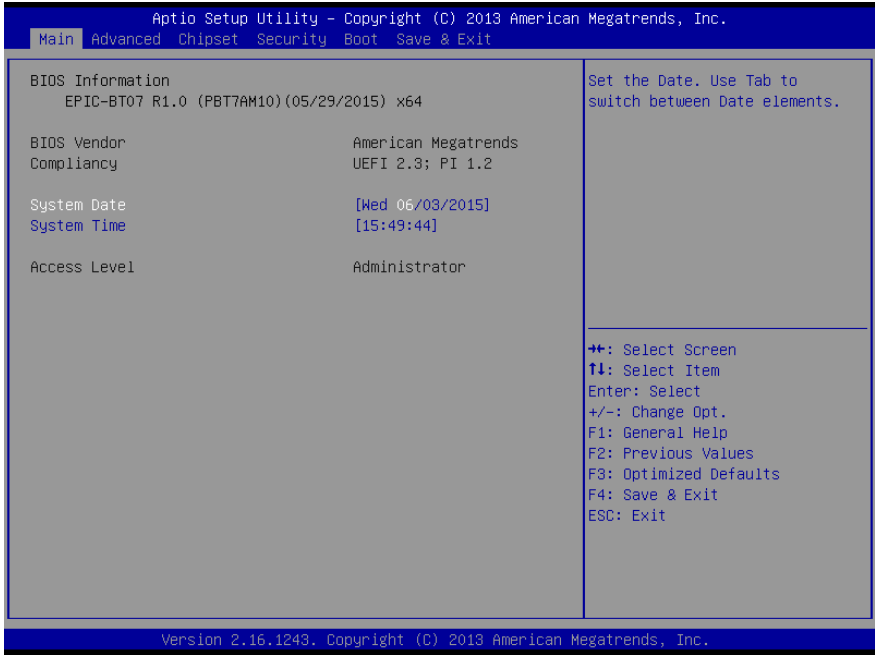 Aptio Setup Utility – Copyright (C) 2013 American Megatrends, Inc.
Main Advanced Chipset Security Boot Save & Exit
BIOS Information
EPIC-BT07 R1.0 (PBT7AM10)(05/29/2015) x64
BIOS Vendor American Megatrends
Compliancy UEFI 2.3; PI 1.2
System Date [Wed 06/03/2015]
System Time [15:49:44]
Access Level Administrator
Set the Date. Use Tab to
switch between Date elements.
→←: Select Screen
↑↓: Select Item
Enter: Select
+/-: Change Opt.
F1: General Help
F2: Previous Values
F3: Optimized Defaults
F4: Save & Exit
ESC: Exit
Version 2.16.1243. Copyright (C) 2013 American Megatrends, Inc.